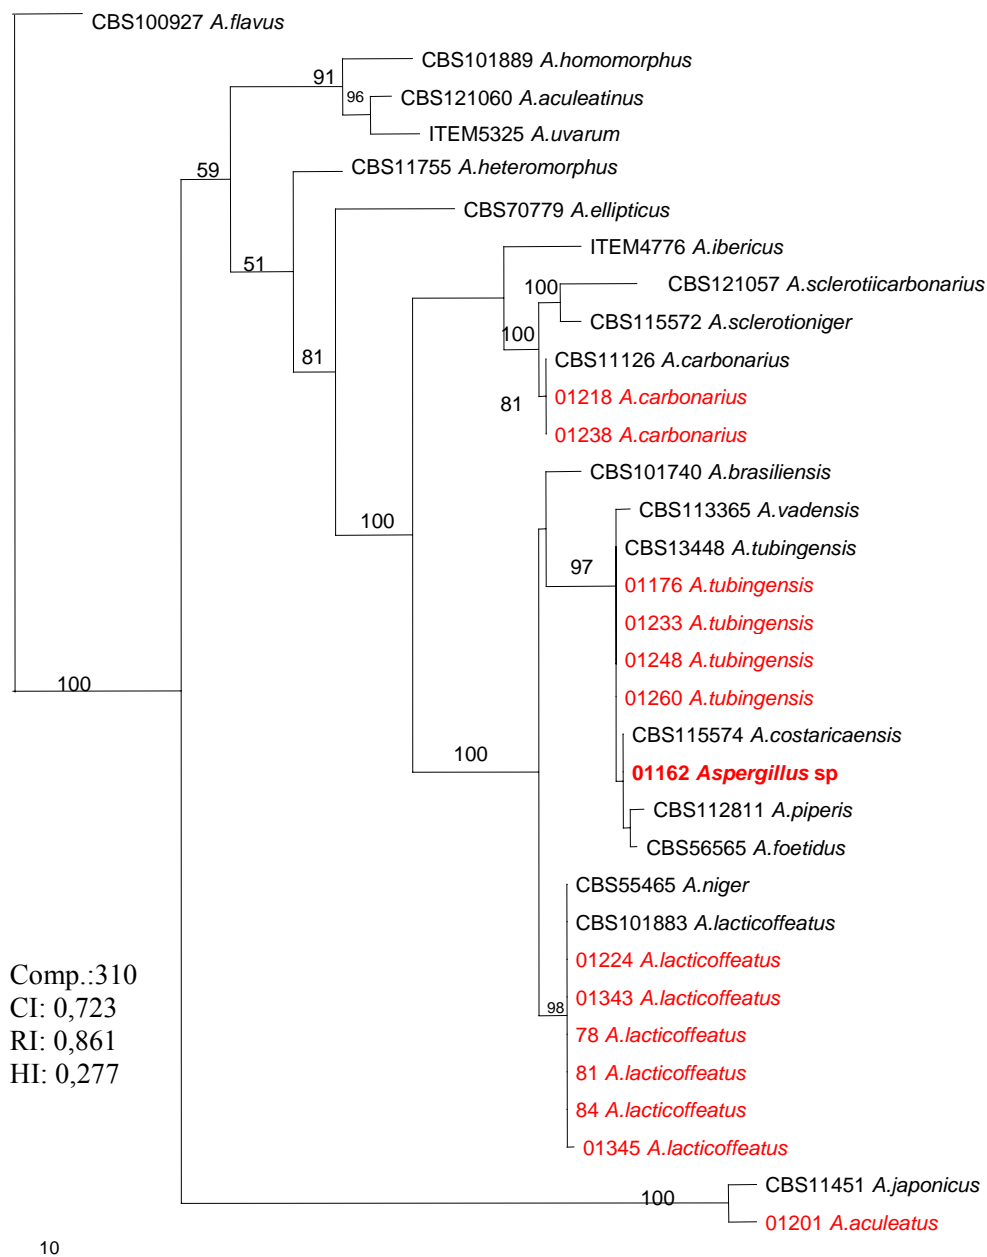 CBS100927 A.flavus
CBS101889 A.homomorphus
91
96
CBS121060 A.aculeatinus
ITEM5325 A.uvarum
59
CBS11755 A.heteromorphus
CBS70779 A.ellipticus
ITEM4776 A.ibericus
51
100
CBS121057 A.sclerotiicarbonarius
CBS115572 A.sclerotioniger
100
81
CBS11126 A.carbonarius
81
01218 A.carbonarius
01238 A.carbonarius
CBS101740 A.brasiliensis
100
CBS113365 A.vadensis
CBS13448 A.tubingensis
97
01176 A.tubingensis
01233 A.tubingensis
01248 A.tubingensis
100
01260 A.tubingensis
CBS115574 A.costaricaensis
100
01162 Aspergillus sp
CBS112811 A.piperis
CBS56565 A.foetidus
CBS55465 A.niger
CBS101883 A.lacticoffeatus
01224 A.lacticoffeatus
01343 A.lacticoffeatus
98
78 A.lacticoffeatus
81 A.lacticoffeatus
84 A.lacticoffeatus
01345 A.lacticoffeatus
Comp.:310
CI: 0,723
RI: 0,861
HI: 0,277
100
CBS11451 A.japonicus
01201 A.aculeatus
10